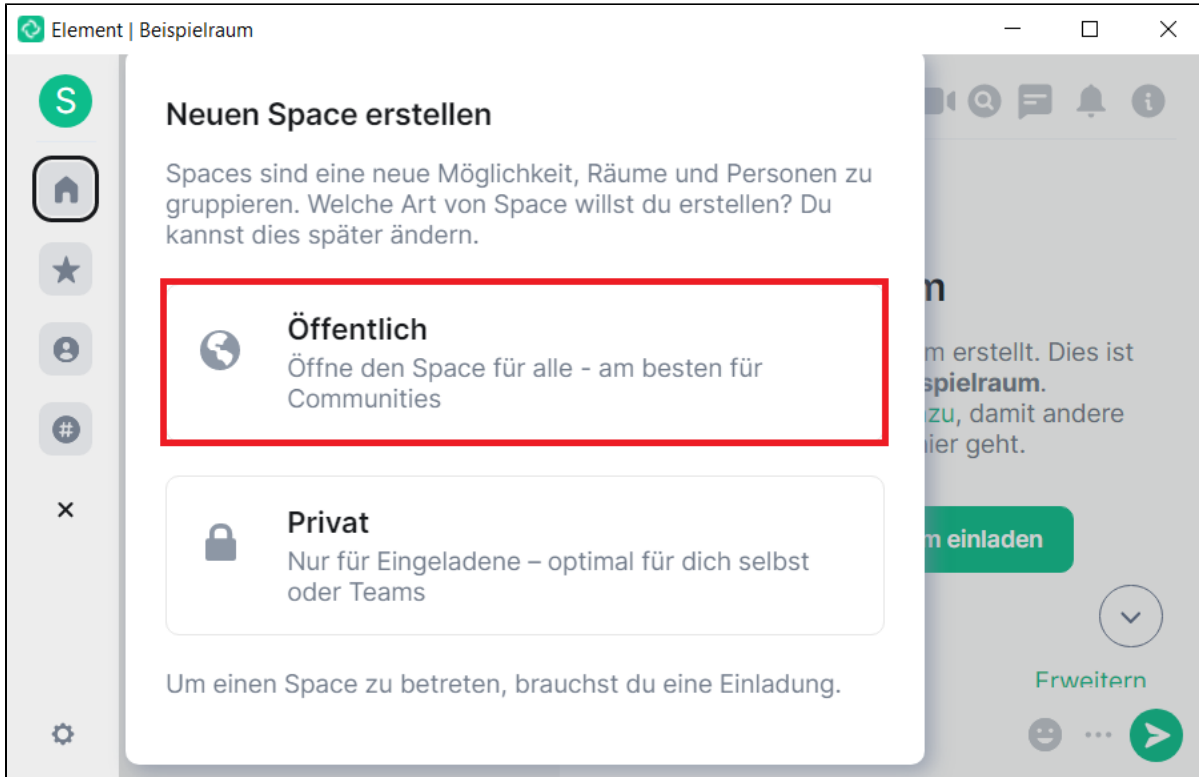 Element | Beispielraum
S
Neuen Space erstellen
Spaces sind eine neue Möglichkeit, Räume und Personen zu
gruppieren. Welche Art von Space willst du erstellen? Du
kannst dies später ändern.
Öffentlich
Öffne den Space für alle - am besten für
Communities
Privat
Nur für Eingeladene – optimal für dich selbst
oder Teams
Um einen Space zu betreten, brauchst du eine Einladung.
erstellt. Dies ist
damit andere
geht.
einladen
Erweitern